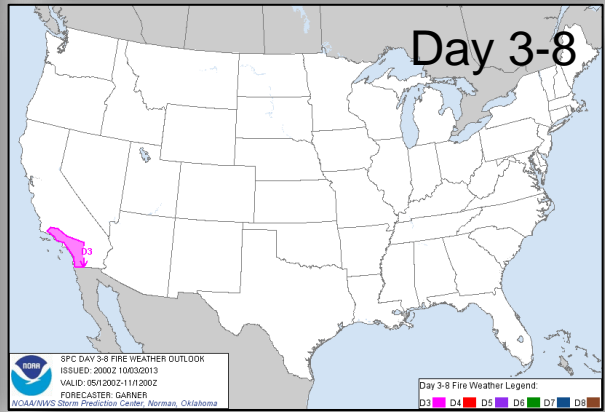 Day 3-8
D3
NOAA
SPC DAY 3-8 FIRE WEATHER OUTLOOK
ISSUED: 2000Z 10/03/2013
VALID: 05/1200Z-11/1200Z
FORECASTER: GARNER
NOAA/NWS Storm Prediction Center, Norman, Oklahoma
Day 3-8 Fire Weather Legend:
D3 D4 D5 D6 D7 D8